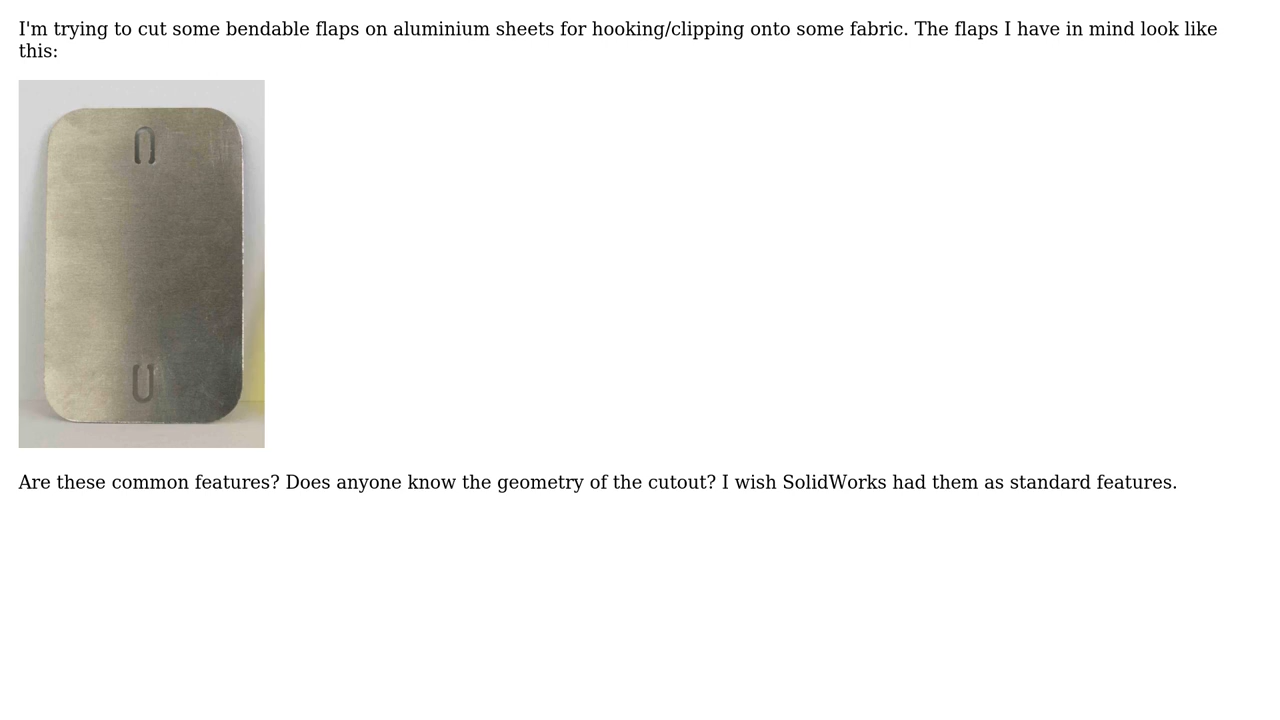 I'm trying to cut some bendable flaps on aluminium sheets for hooking/clipping onto some fabric. The flaps I have in mind look like
this:
Are these common features? Does anyone know the geometry of the cutout? I wish SolidWorks had them as standard features.